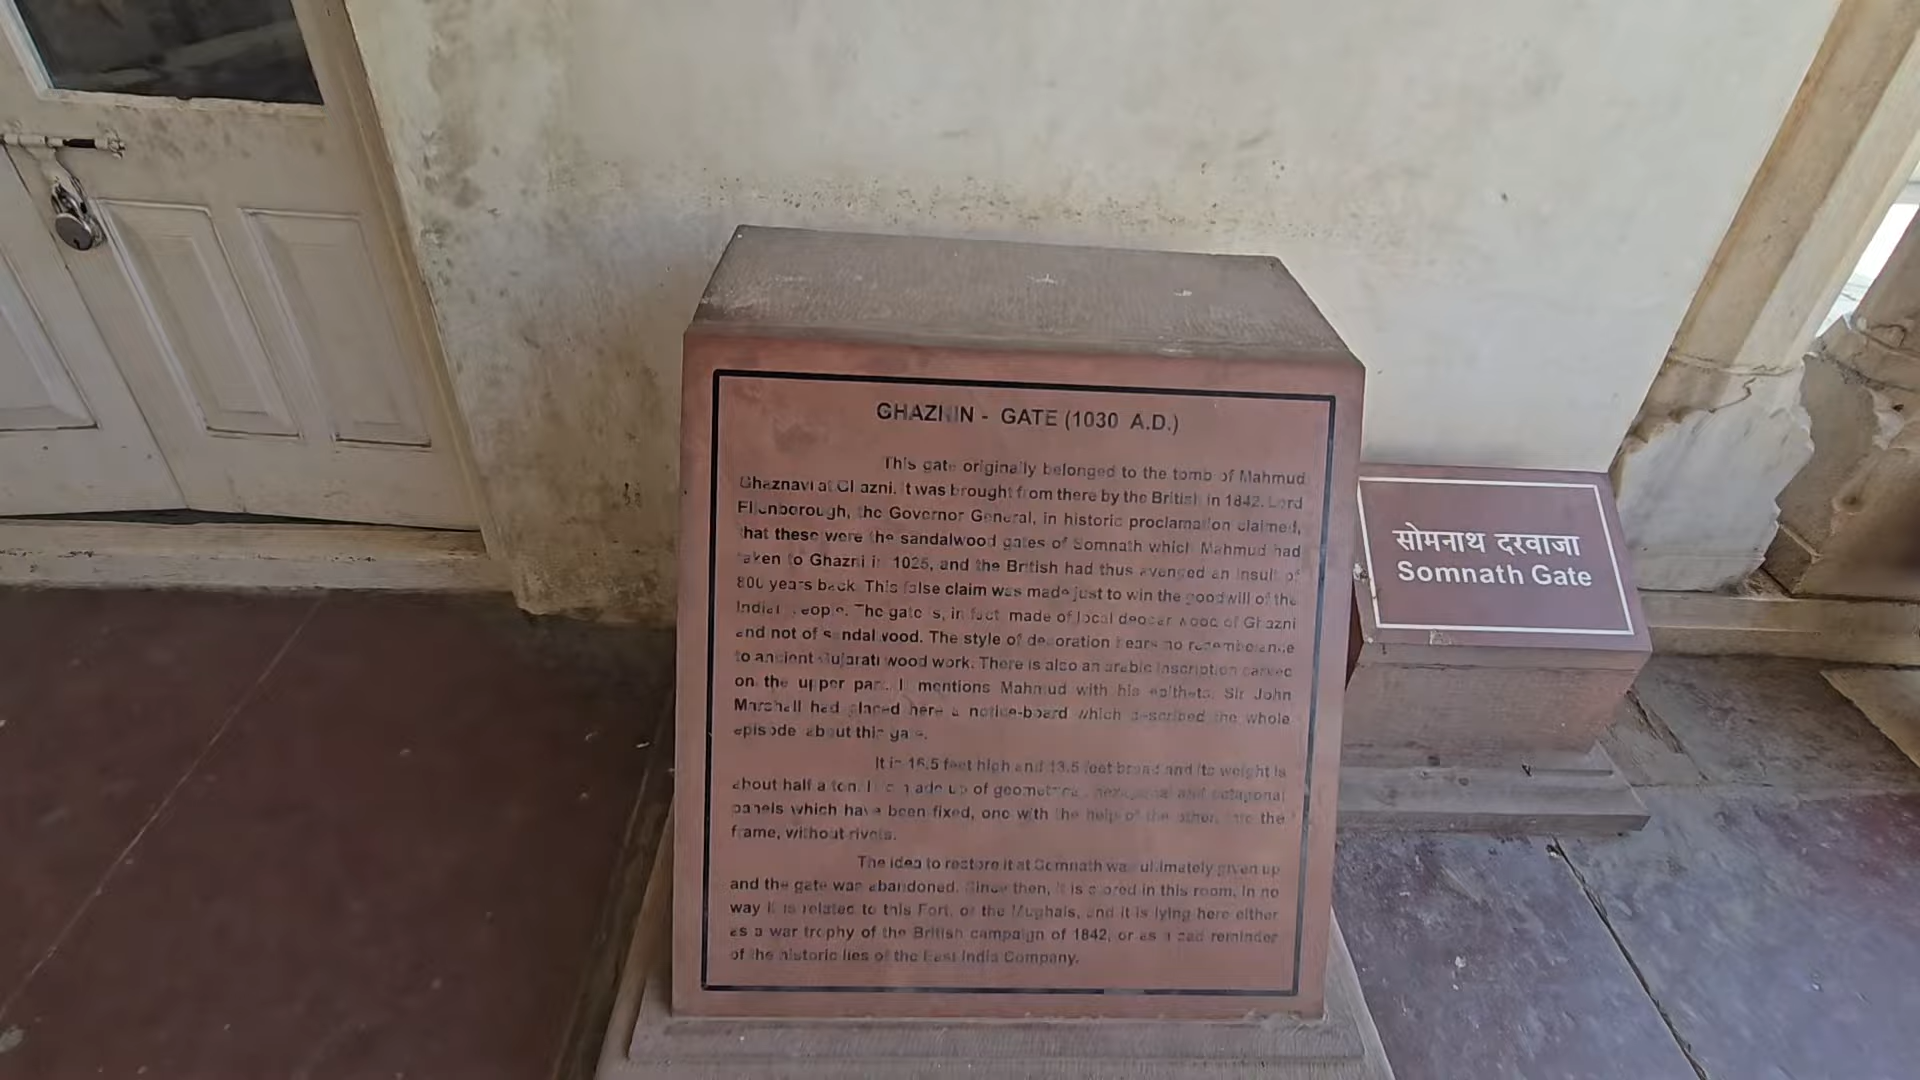 GHAZNIN - GATE (1030 A.D.)
This gate originally belonged to the tomb of Mahmud
Ghaznavi at Ghazni. It was brought from there by the British in 1842. Lord
Ellenborough, the Governor General, in historic proclamation claimed,
that these were the sandalwood gates of Somnath which Mahmud had
taken to Ghazni in 1025, and the British had thus avenged an insult of
800 years back. This false claim was made just to win the goodwill of the
Indian people. The gate is, in fact made of local deodar wood of Ghazni
and not of sandalwood. The style of decoration bears no resemblance
to ancient Gujarati wood work. There is also an arabic inscription carved
on the upper part. It mentions Mahmud with his epithets. Sir John
Marshall had placed here a notice-board which described the whole
episode about this gate.
It is 16.5 feet high and 13.5 feet broad and its weight is
about half a ton. It is made up of geometrical, hexagonal and octagonal
panels which have been fixed, one with the help of the other, into the
frame, without rivets.
The idea to restore it at Somnath was ultimately given up
and the gate was abandoned. Since then, it is stored in this room. In no
way it is related to this Fort, or the Mughals, and it is lying here either
as a war trophy of the British campaign of 1842, or as a sad reminder
of the historic lies of the East India Company.
सोमनाथ दरवाजा
Somnath Gate